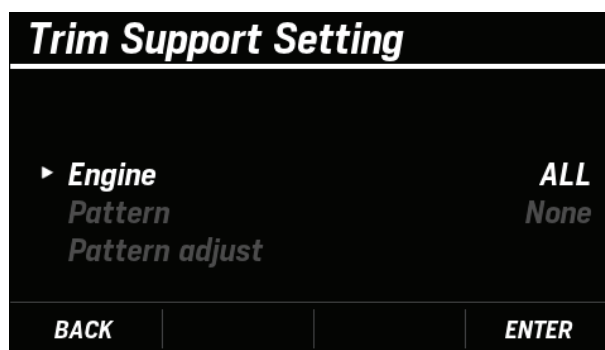 Trim Support Setting
Engine ALL
Pattern None
Pattern adjust
BACK ENTER